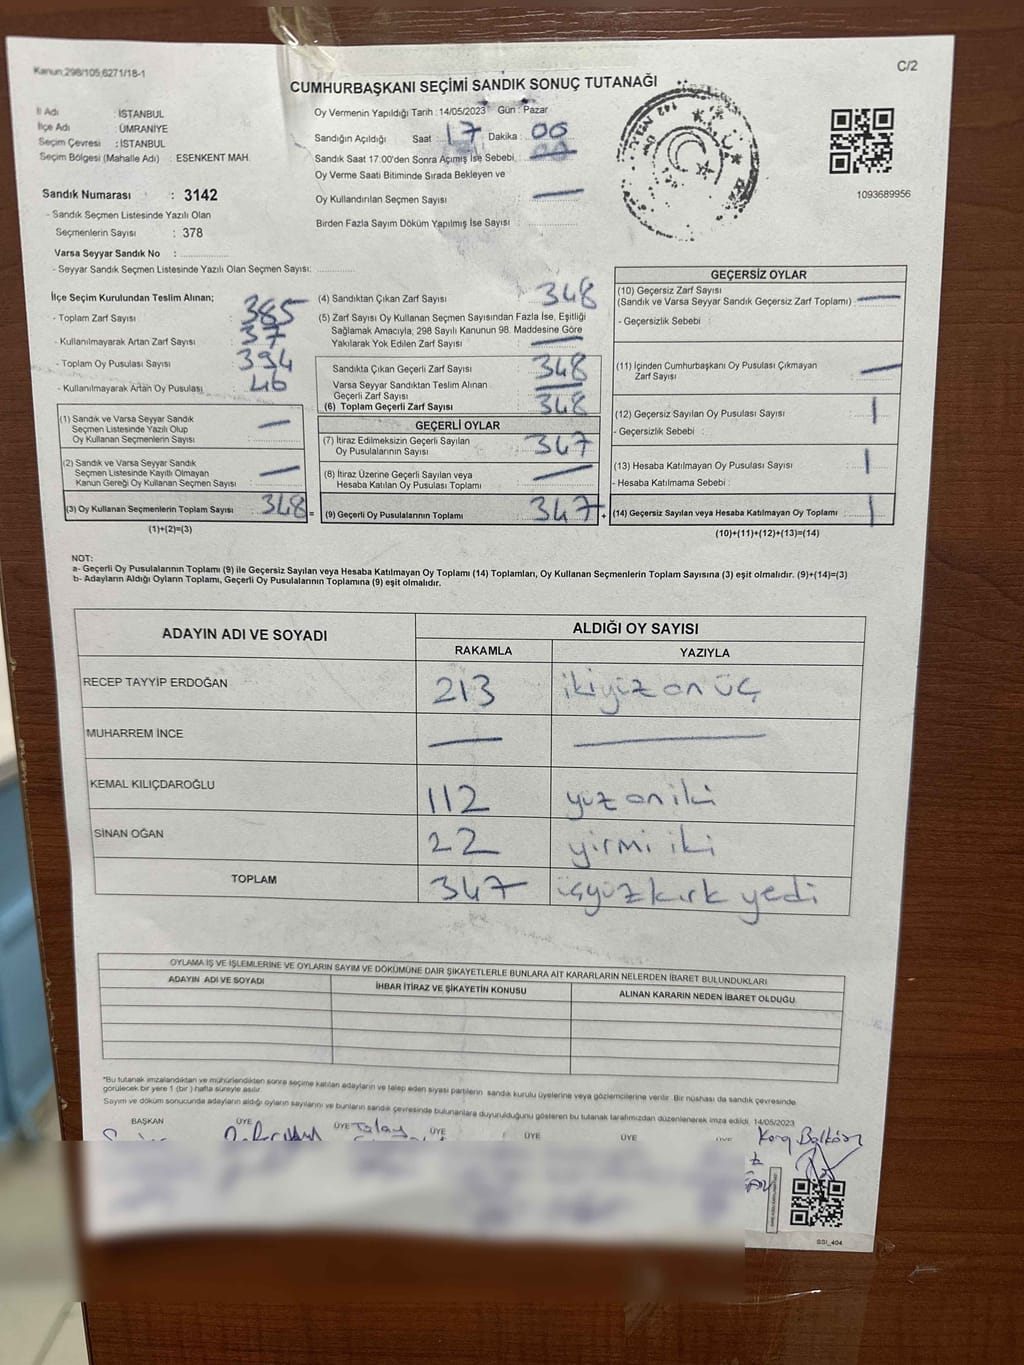 Kanun:298/105,6271/18-1
C/2
CUMHURBAŞKANI SEÇİMİ SANDIK SONUÇ TUTANAĞI
İl Adı : İSTANBUL
İlçe Adı : ÜMRANİYE
Seçim Çevresi : İSTANBUL
Seçim Bölgesi (Mahalle Adı) : ESENKENT MAH.
Sandık Numarası : 3142
- Sandık Seçmen Listesinde Yazılı Olan
Seçmenlerin Sayısı : 378
Varsa Seyyar Sandık No :
- Seyyar Sandık Seçmen Listesinde Yazılı Olan Seçmen Sayısı:
Oy Vermenin Yapıldığı Tarih : 14/05/2023 Gün : Pazar
Sandığın Açıldığı Saat 17 Dakika : 00
Sandık Saat 17.00'den Sonra Açılmış İse Sebebi :
Oy Verme Saati Bitiminde Sırada Bekleyen ve
Oy Kullandırılan Seçmen Sayısı
Birden Fazla Sayım Döküm Yapılmış İse Sayısı :
1093689956
İlçe Seçim Kurulundan Teslim Alınan;
- Toplam Zarf Sayısı : 385
- Kullanılmayarak Artan Zarf Sayısı : 37
- Toplam Oy Pusulası Sayısı : 394
- Kullanılmayarak Artan Oy Pusulası : 46
(1) Sandık ve Varsa Seyyar Sandık
Seçmen Listesinde Yazılı Olup
Oy Kullanan Seçmenlerin Sayısı :
(2) Sandık ve Varsa Seyyar Sandık
Seçmen Listesinde Kayıtlı Olmayan
Kanun Gereği Oy Kullanan Seçmen Sayısı :
(3) Oy Kullanan Seçmenlerin Toplam Sayısı : 348 =
(1)+(2)=(3)
(4) Sandıktan Çıkan Zarf Sayısı : 348
(5) Zarf Sayısı Oy Kullanan Seçmen Sayısından Fazla İse, Eşitliği
Sağlamak Amacıyla, 298 Sayılı Kanunun 98. Maddesine Göre
Yakılarak Yok Edilen Zarf Sayısı
Sandıkta Çıkan Geçerli Zarf Sayısı : 348
Varsa Seyyar Sandıktan Teslim Alınan
Geçerli Zarf Sayısı
(6) Toplam Geçerli Zarf Sayısı : 348
GEÇERLİ OYLAR
(7) İtiraz Edilmeksizin Geçerli Sayılan
Oy Pusulalarının Sayısı : 347
(8) İtiraz Üzerine Geçerli Sayılan veya
Hesaba Katılan Oy Pusulası Toplamı
(9) Geçerli Oy Pusulalarının Toplamı : 347 +
GEÇERSİZ OYLAR
(10) Geçersiz Zarf Sayısı
(Sandık ve Varsa Seyyar Sandık Geçersiz Zarf Toplamı) :
- Geçersizlik Sebebi :
(11) İçinden Cumhurbaşkanı Oy Pusulası Çıkmayan
Zarf Sayısı
(12) Geçersiz Sayılan Oy Pusulası Sayısı : 1
- Geçersizlik Sebebi :
(13) Hesaba Katılmayan Oy Pusulası Sayısı : 1
- Hesaba Katılmama Sebebi :
(14) Geçersiz Sayılan veya Hesaba Katılmayan Oy Toplamı : 1
(10)+(11)+(12)+(13)=(14)
NOT:
a- Geçerli Oy Pusulalarının Toplamı (9) ile Geçersiz Sayılan veya Hesaba Katılmayan Oy Toplamı (14) Toplamları, Oy Kullanan Seçmenlerin Toplam Sayısına (3) eşit olmalıdır. (9)+(14)=(3)
b- Adayların Aldığı Oyların Toplamı, Geçerli Oy Pusulalarının Toplamına (9) eşit olmalıdır.
ADAYIN ADI VE SOYADI ALDIĞI OY SAYISI
RAKAMLA YAZIYLA
RECEP TAYYİP ERDOĞAN 213 ikiyüz on üç
MUHARREM İNCE
KEMAL KILIÇDAROĞLU 112 yüz on iki
SİNAN OĞAN 22 yirmi iki
TOPLAM 347 üçyüz kırk yedi
OYLAMA İŞ VE İŞLEMLERİNE VE OYLARIN SAYIM VE DÖKÜMÜNE DAİR ŞİKAYETLERLE BUNLARA AİT KARARLARIN NELERDEN İBARET BULUNDUKLARI
ADAYIN ADI VE SOYADI İHBAR İTİRAZ VE ŞİKAYETİN KONUSU ALINAN KARARIN NEDEN İBARET OLDUĞU
*Bu tutanak imzalandıktan ve mühürlendikten sonra seçime katılan adayların ve talep eden siyasi partilerin sandık kurulu üyelerine veya gözlemcilerine verilir. Bir nüshası da sandık çevresinde
görülecek bir yere 1 (bir) hafta süreyle asılır.
Sayım ve döküm sonucunda adayların aldığı oyların sayılarını ve bunların sandık çevresinde bulunanlara duyurulduğunu gösteren bu tutanak tarafımızdan düzenlenerek imza edildi. 14/05/2023
BAŞKAN ÜYE ÜYE ÜYE ÜYE ÜYE
SSI_404